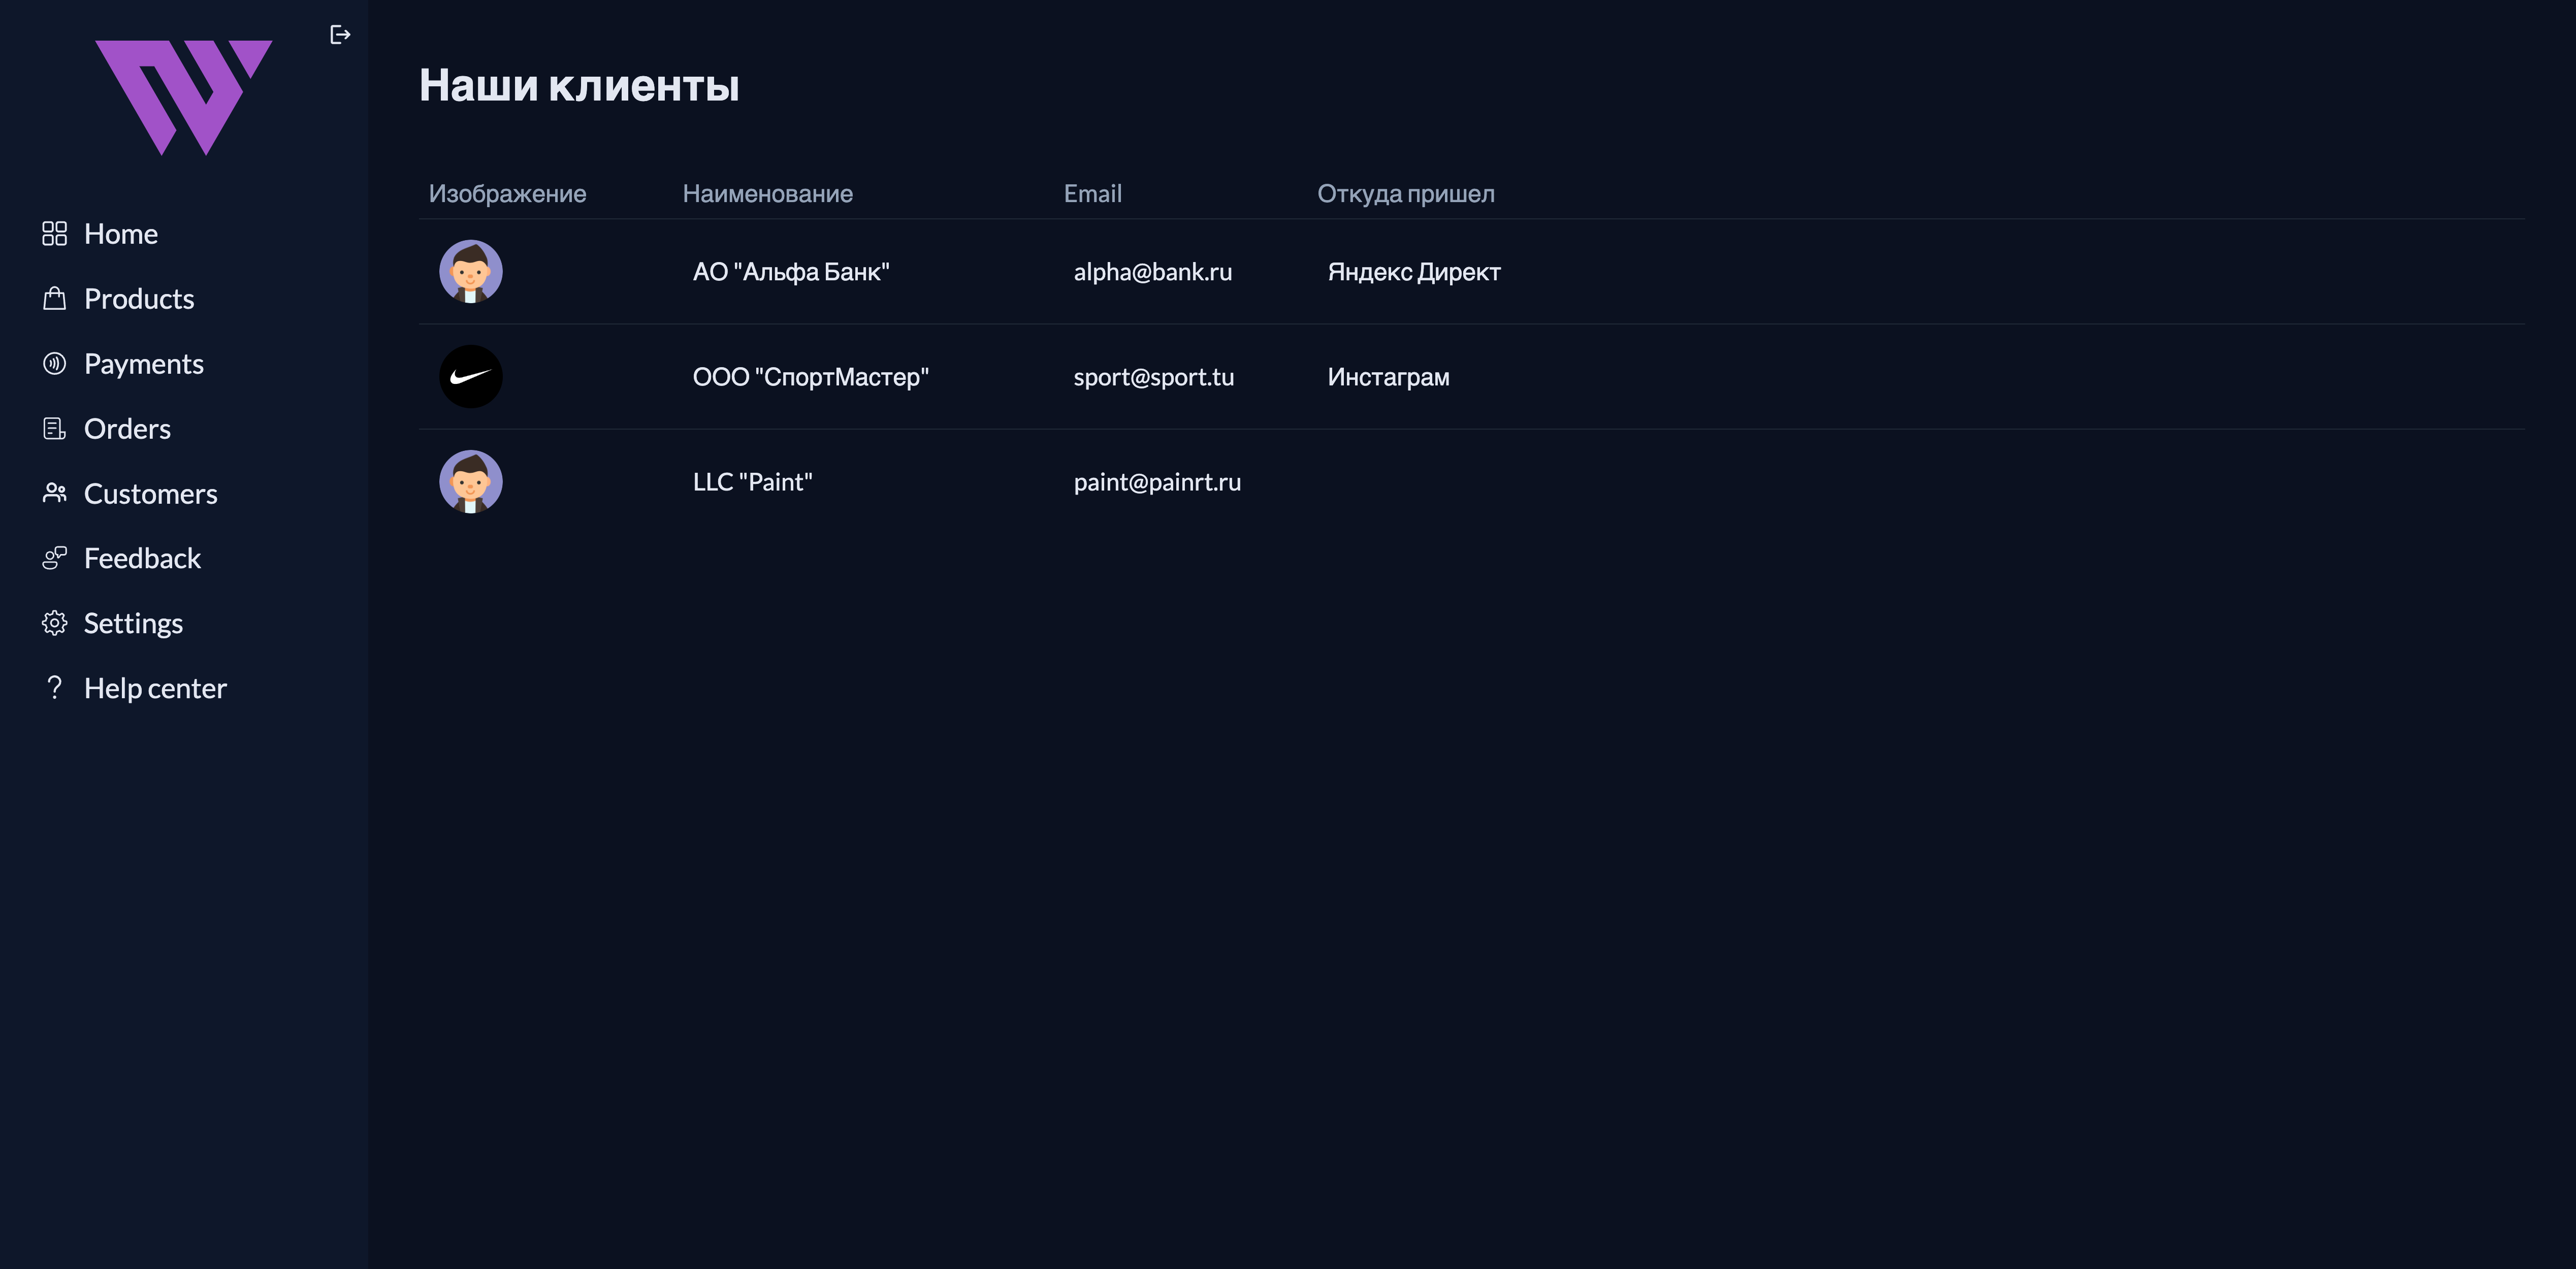 Home
Products
Payments
Orders
Customers
Feedback
Settings
Help center
Наши клиенты
Изображение Наименование Email Откуда пришел
АО "Альфа Банк" alpha@bank.ru Яндекс Директ
ООО "СпортМастер" sport@sport.tu Инстаграм
LLC "Paint" paint@painrt.ru